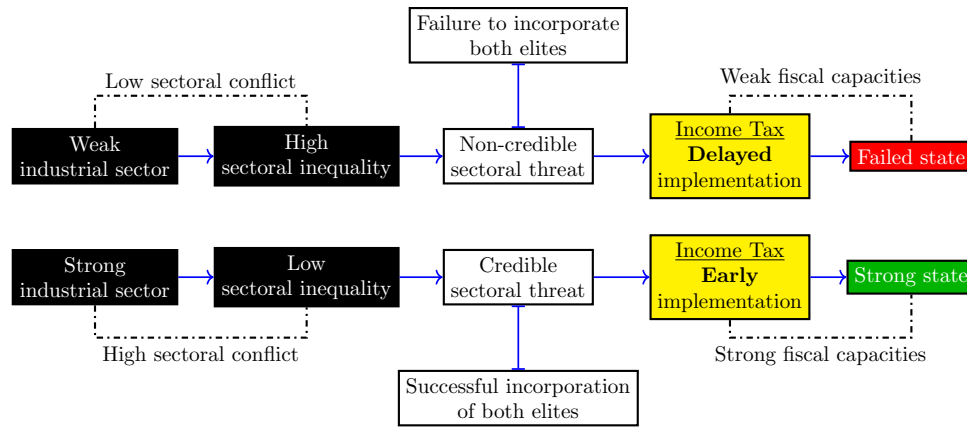 Failure to incorporate
both elites
Low sectoral conflict
Weak fiscal capacities
Weak
industrial sector
High
sectoral inequality
Non-credible
sectoral threat
Income Tax
Delayed
implementation
Failed state
Strong
industrial sector
Low
sectoral inequality
Credible
sectoral threat
Income Tax
Early
implementation
Strong state
High sectoral conflict
Strong fiscal capacities
Successful incorporation
of both elites